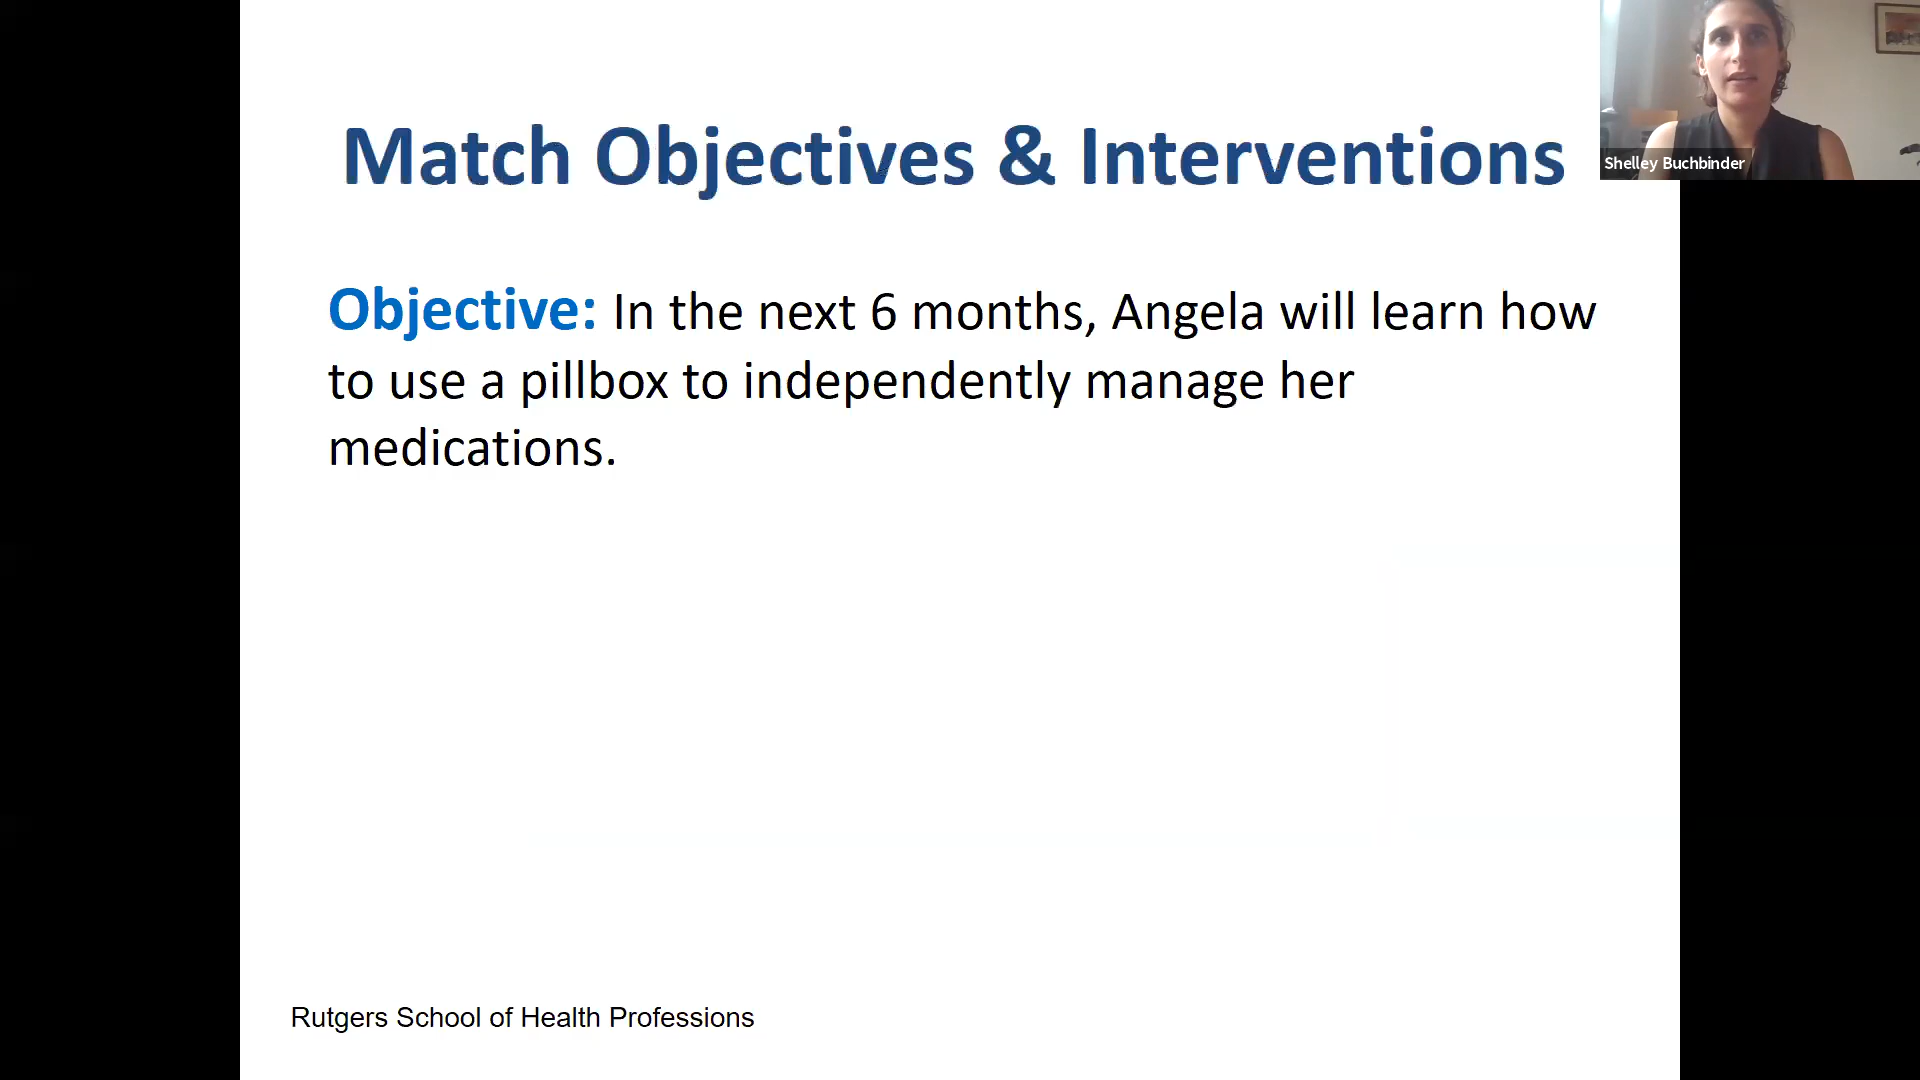 Match Objectives & Interventions
Shelley Buchbinder
Objective: In the next 6 months, Angela will learn how
to use a pillbox to independently manage her
medications.
Rutgers School of Health Professions